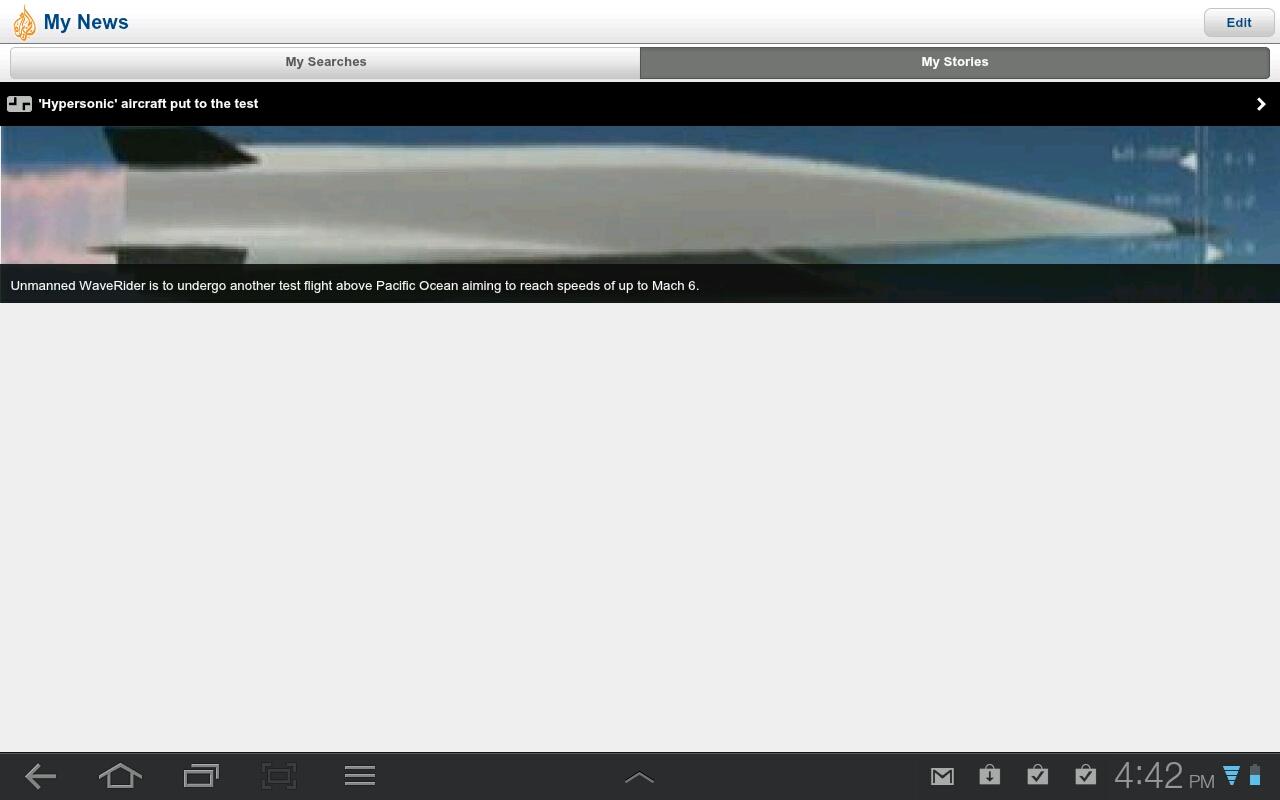 My News
Edit
My Searches
My Stories
'Hypersonic' aircraft put to the test
Unmanned WaveRider is to undergo another test flight above Pacific Ocean aiming to reach speeds of up to Mach 6.
4:42 PM